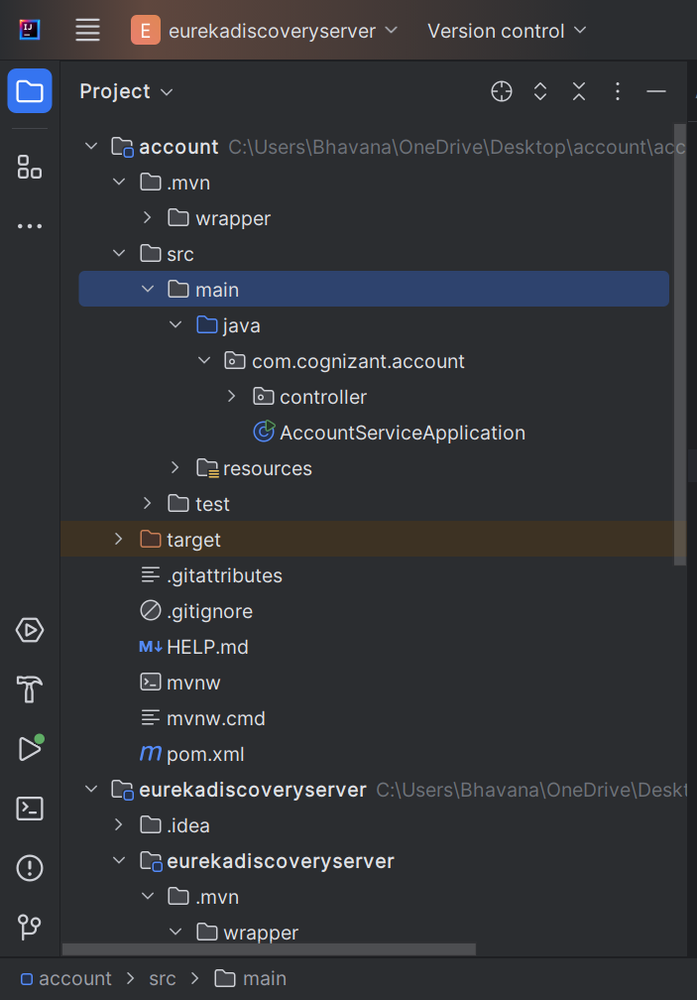 IJ
E eurekadiscoveryserver Version control
Project
account C:\Users\Bhavana\OneDrive\Desktop\account\acc
.mvn
wrapper
src
main
java
com.cognizant.account
controller
AccountServiceApplication
resources
test
target
.gitattributes
.gitignore
M↓ HELP.md
mvnw
mvnw.cmd
m pom.xml
eurekadiscoveryserver C:\Users\Bhavana\OneDrive\Deskt
.idea
eurekadiscoveryserver
.mvn
wrapper
account > src > main